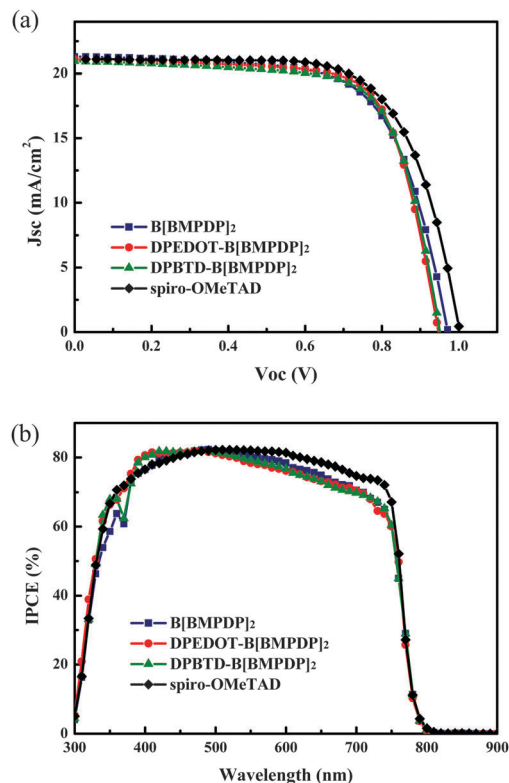 (a)
25
20
15
10
5
0
Jsc (mA/cm²)
B[BMPDP]₂
DPEDOT-B[BMPDP]₂
DPBTD-B[BMPDP]₂
spiro-OMeTAD
0.0 0.2 0.4 0.6 0.8 1.0
Voc (V)
(b)
80
60
40
20
0
IPCE (%)
B[BMPDP]₂
DPEDOT-B[BMPDP]₂
DPBTD-B[BMPDP]₂
spiro-OMeTAD
300 400 500 600 700 800 900
Wavelength (nm)